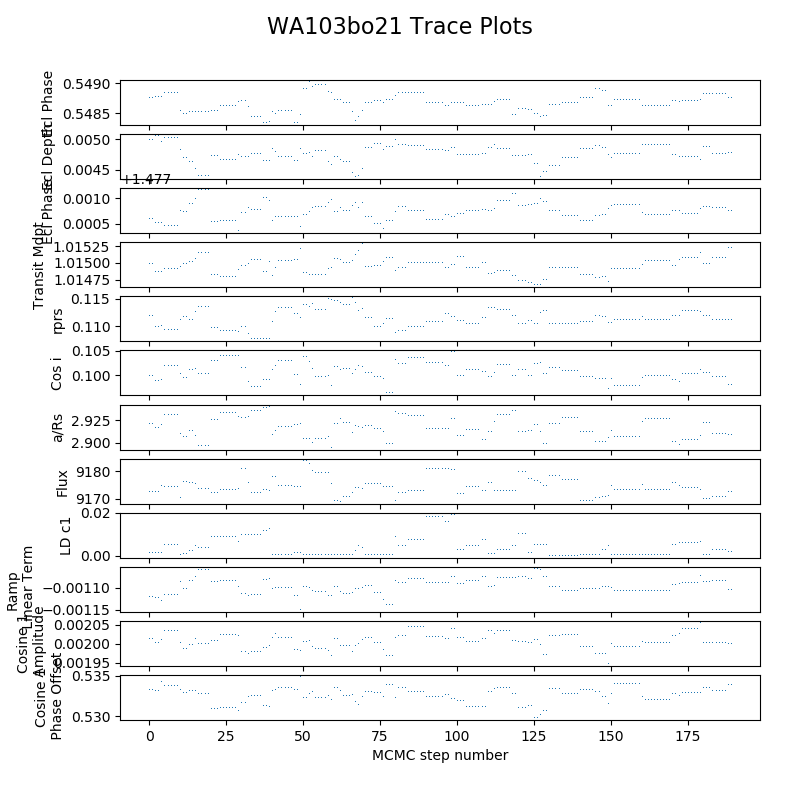 WA103bo21 Trace Plots
0.5490
0.5485
Ecl Phase
0.0050
0.0045
Ecl Depth
+1.477
0.0010
0.0005
Ecl Phase
1.01525
1.01500
1.01475
Transit Mdpt
0.115
0.110
rprs
0.105
0.100
Cos i
2.925
2.900
a/Rs
9180
9170
Flux
0.02
0.00
LD c1
−0.00110
−0.00115
Ramp
Linear Term
0.00205
0.00200
0.00195
Cosine 1
Amplitude
0.535
0.530
Cosine 1
Phase Offset
0 25 50 75 100 125 150 175
MCMC step number